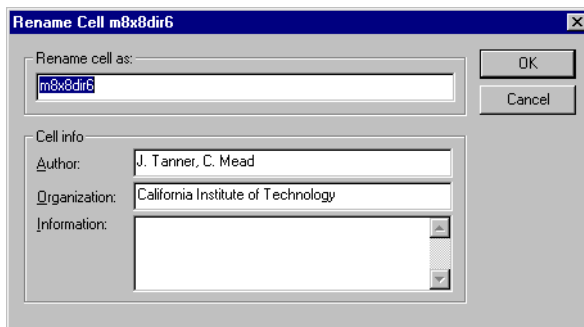 Rename Cell m8x8dir6
Rename cell as:
m8x8dir6
OK
Cancel
Cell info
Author:
J. Tanner, C. Mead
Organization:
California Institute of Technology
Information: